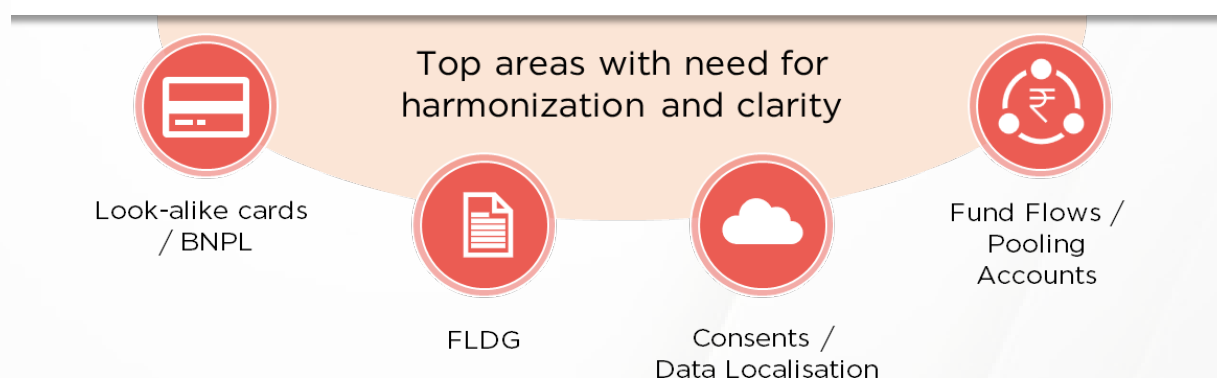 Top areas with need for
harmonization and clarity
Look-alike cards
/ BNPL
FLDG
Consents /
Data Localisation
Fund Flows /
Pooling
Accounts
₹